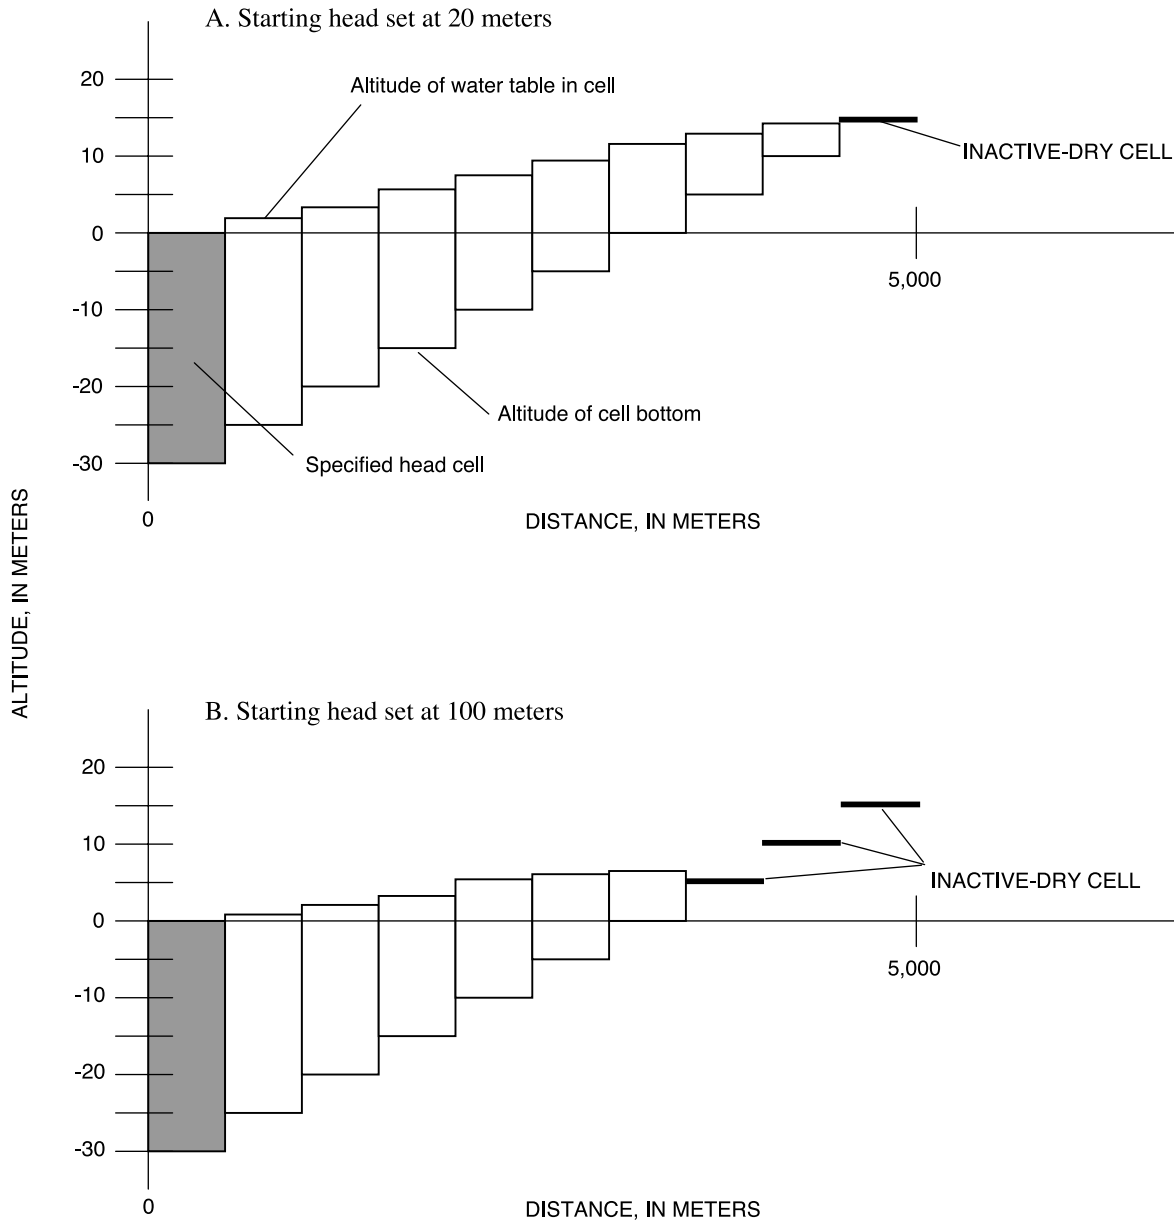 A. Starting head set at 20 meters
Altitude of water table in cell
20
INACTIVE-DRY CELL
10
0
5,000
-10
-20
Altitude of cell bottom
Specified head cell
-30
0
DISTANCE, IN METERS
ALTITUDE, IN METERS
B. Starting head set at 100 meters
20
10
INACTIVE-DRY CELL
0
5,000
-10
-20
-30
0
DISTANCE, IN METERS